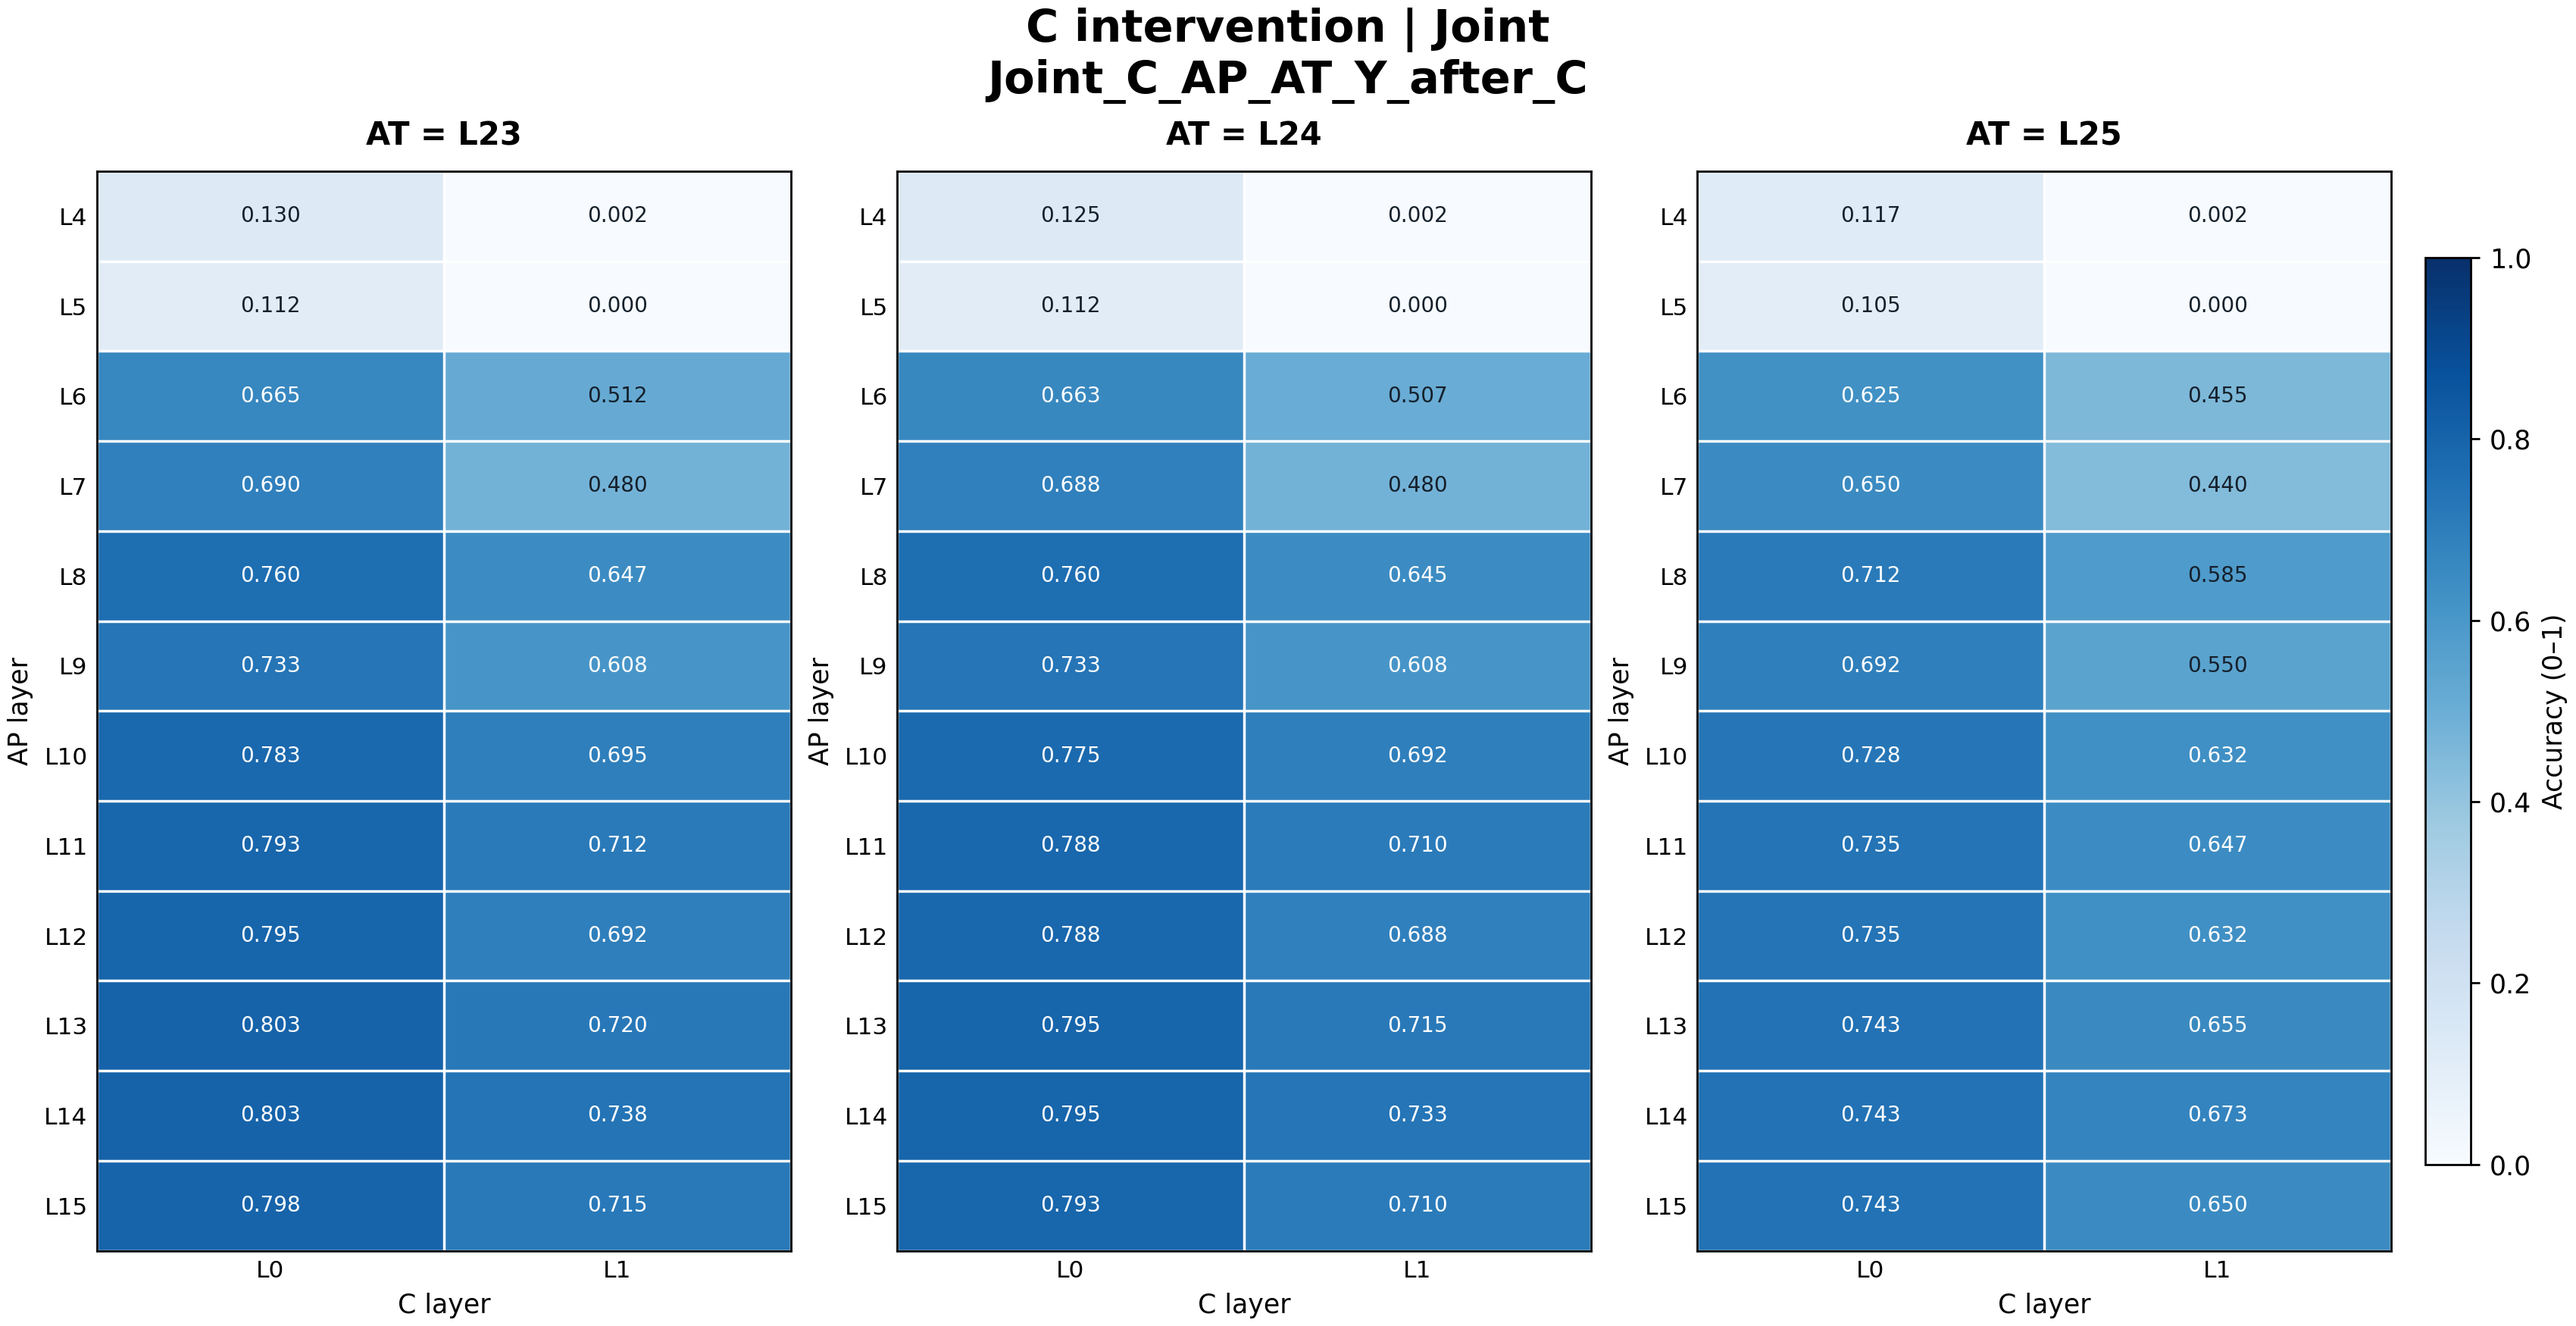 C intervention | Joint
Joint_C_AP_AT_Y_after_C
AT = L23
AP layer
L4 0.130 0.002
L5 0.112 0.000
L6 0.665 0.512
L7 0.690 0.480
L8 0.760 0.647
L9 0.733 0.608
L10 0.783 0.695
L11 0.793 0.712
L12 0.795 0.692
L13 0.803 0.720
L14 0.803 0.738
L15 0.798 0.715
L0 L1
C layer
AT = L24
AP layer
L4 0.125 0.002
L5 0.112 0.000
L6 0.663 0.507
L7 0.688 0.480
L8 0.760 0.645
L9 0.733 0.608
L10 0.775 0.692
L11 0.788 0.710
L12 0.788 0.688
L13 0.795 0.715
L14 0.795 0.733
L15 0.793 0.710
L0 L1
C layer
AT = L25
AP layer
L4 0.117 0.002
L5 0.105 0.000
L6 0.625 0.455
L7 0.650 0.440
L8 0.712 0.585
L9 0.692 0.550
L10 0.728 0.632
L11 0.735 0.647
L12 0.735 0.632
L13 0.743 0.655
L14 0.743 0.673
L15 0.743 0.650
L0 L1
C layer
1.0
0.8
0.6
0.4
0.2
0.0
Accuracy (0–1)